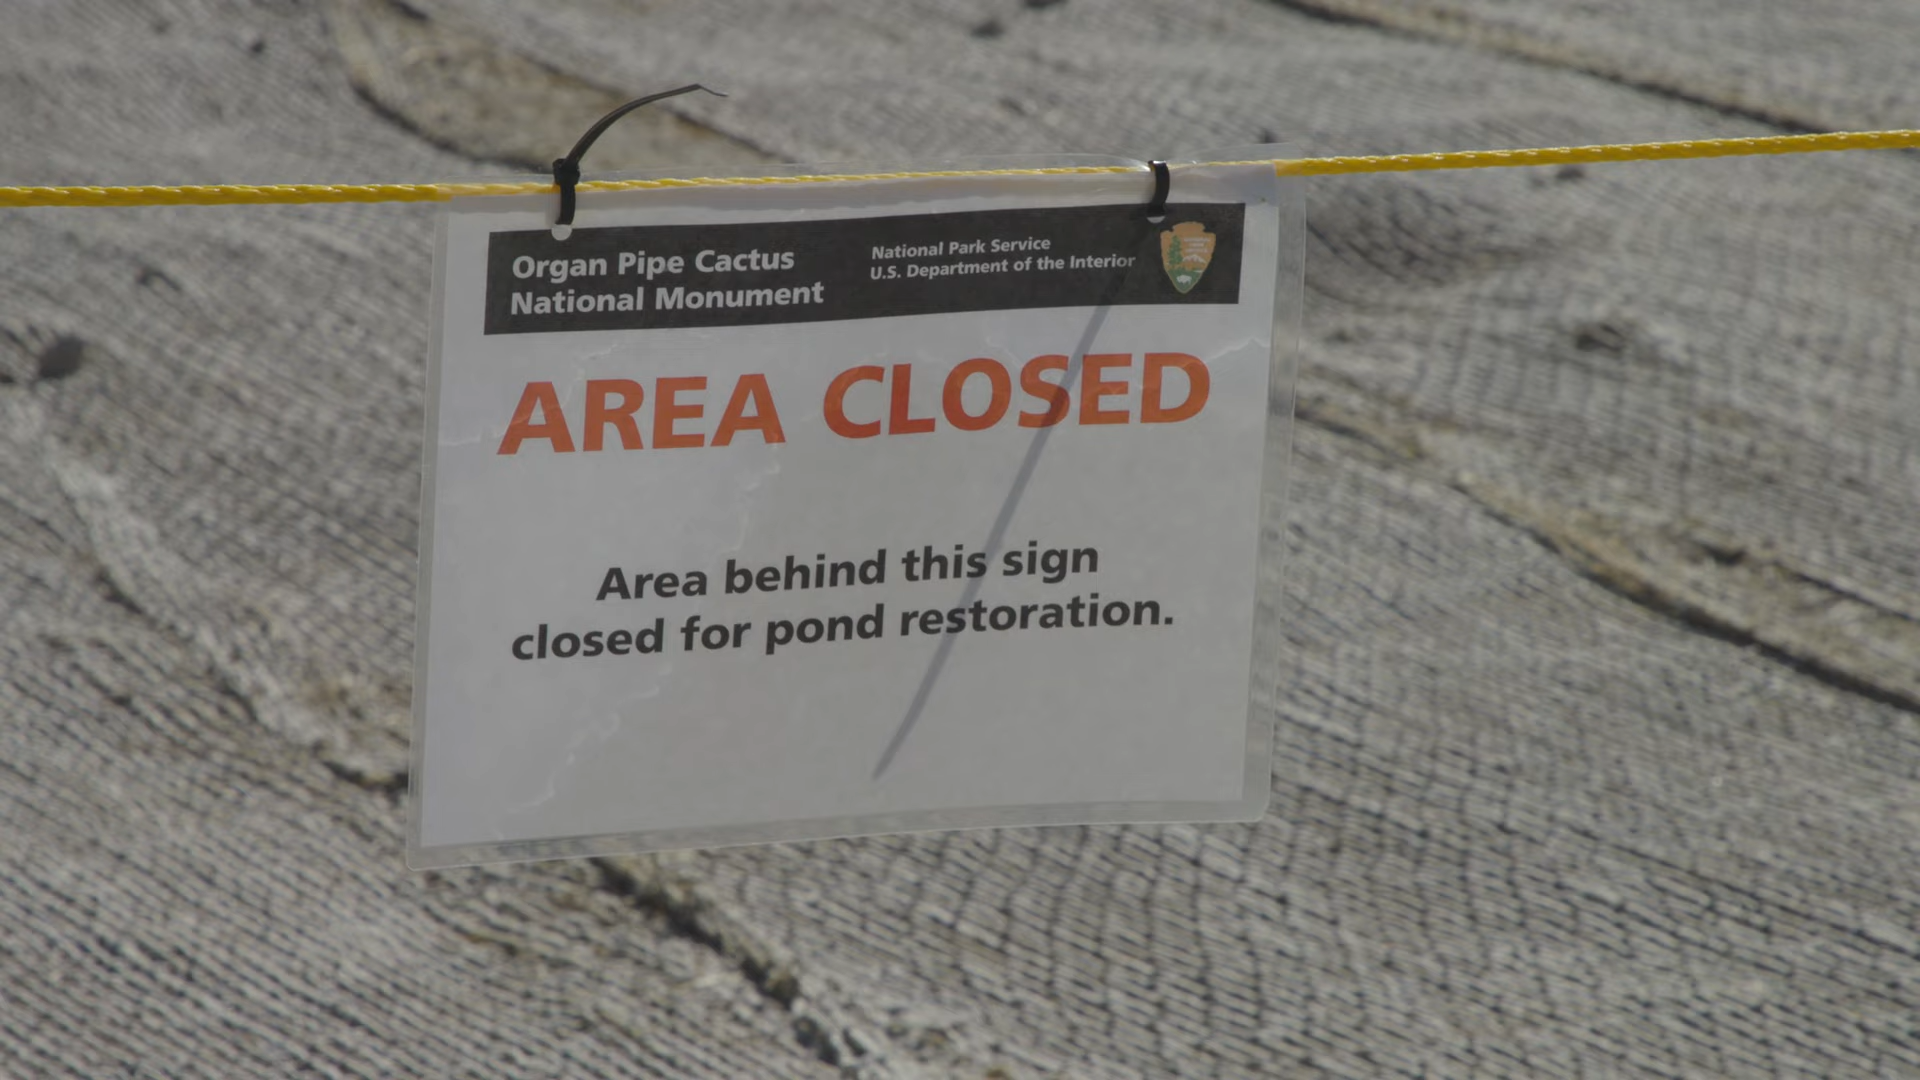 Organ Pipe Cactus
National Monument
National Park Service
U.S. Department of the Interior
AREA CLOSED
Area behind this sign
closed for pond restoration.